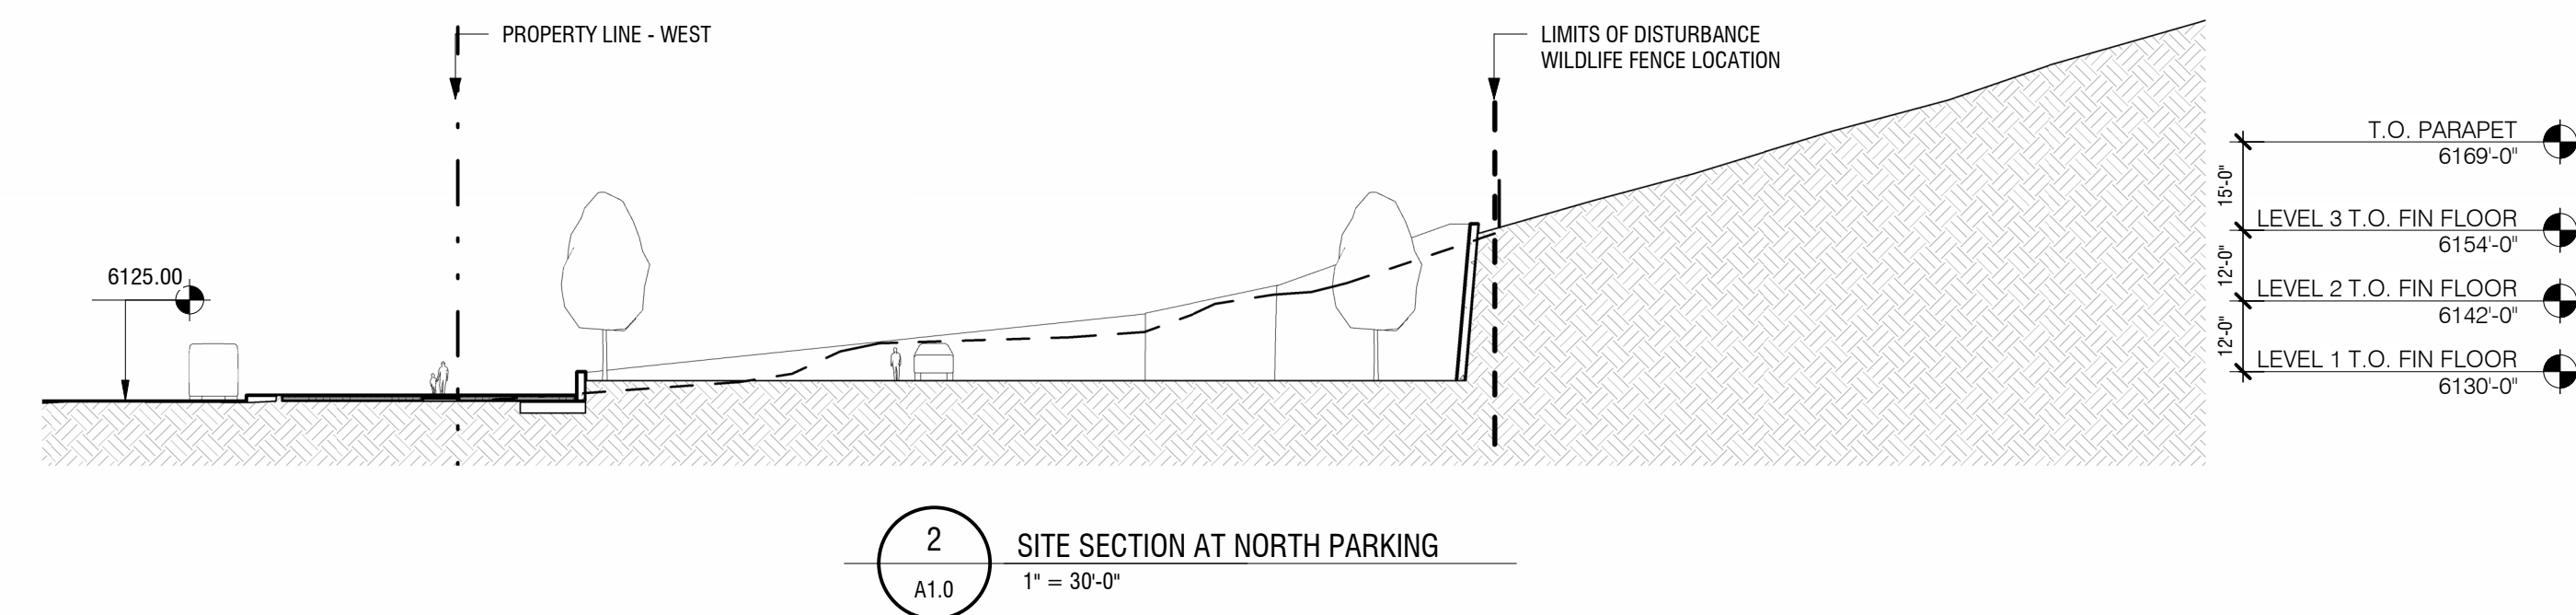 PROPERTY LINE - WEST
LIMITS OF DISTURBANCE
WILDLIFE FENCE LOCATION
6125.00
T.O. PARAPET
6169'-0"
15'-0"
LEVEL 3 T.O. FIN FLOOR
6154'-0"
12'-0"
LEVEL 2 T.O. FIN FLOOR
6142'-0"
12'-0"
LEVEL 1 T.O. FIN FLOOR
6130'-0"
2
A1.0
SITE SECTION AT NORTH PARKING
1" = 30'-0"